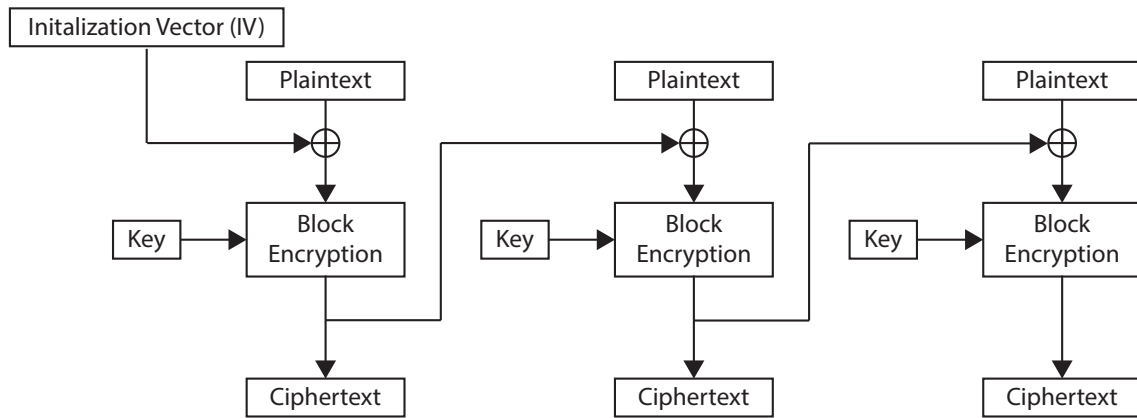 Initalization Vector (IV)
Plaintext
Plaintext
Plaintext
Key
Block
Encryption
Key
Block
Encryption
Key
Block
Encryption
Ciphertext
Ciphertext
Ciphertext